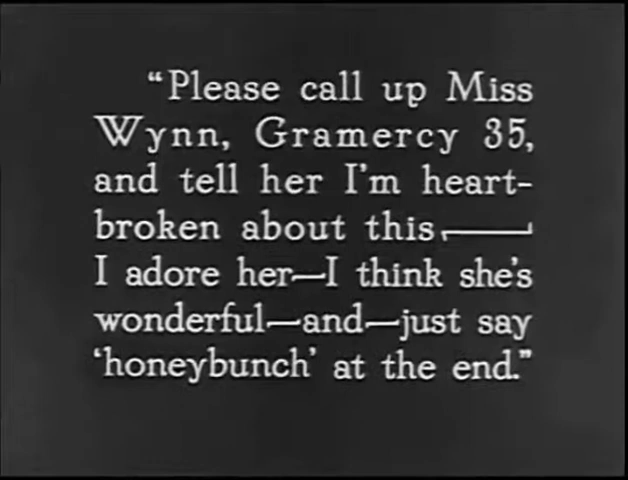 “Please call up Miss
Wynn, Gramercy 35,
and tell her I'm heart-
broken about this——
I adore her—I think she's
wonderful—and—just say
‘honeybunch’ at the end.”